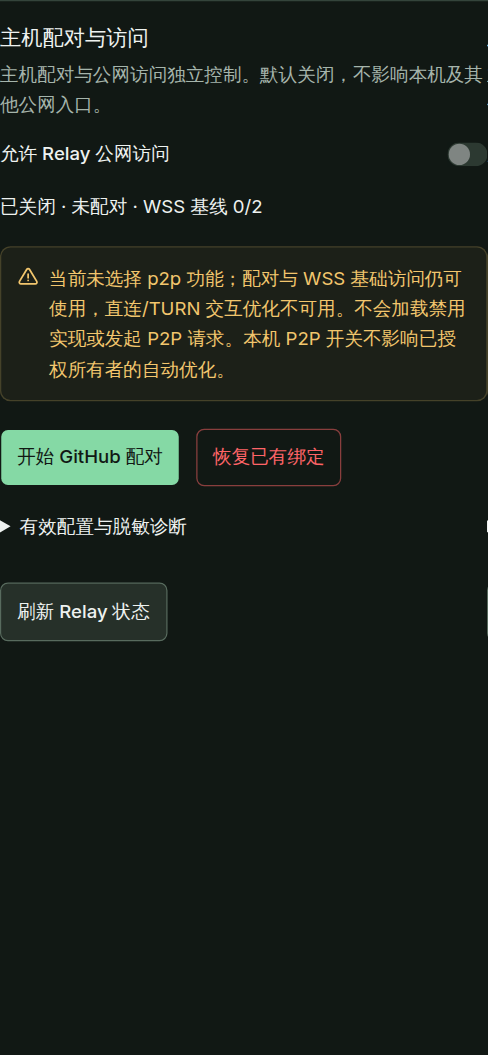 主机配对与访问
主机配对与公网访问独立控制。默认关闭，不影响本机及其
他公网入口。
允许 Relay 公网访问
已关闭 · 未配对 · WSS 基线 0/2
当前未选择 p2p 功能；配对与 WSS 基础访问仍可
使用，直连/TURN 交互优化不可用。不会加载禁用
实现或发起 P2P 请求。本机 P2P 开关不影响已授
权所有者的自动优化。
开始 GitHub 配对
恢复已有绑定
有效配置与脱敏诊断
刷新 Relay 状态